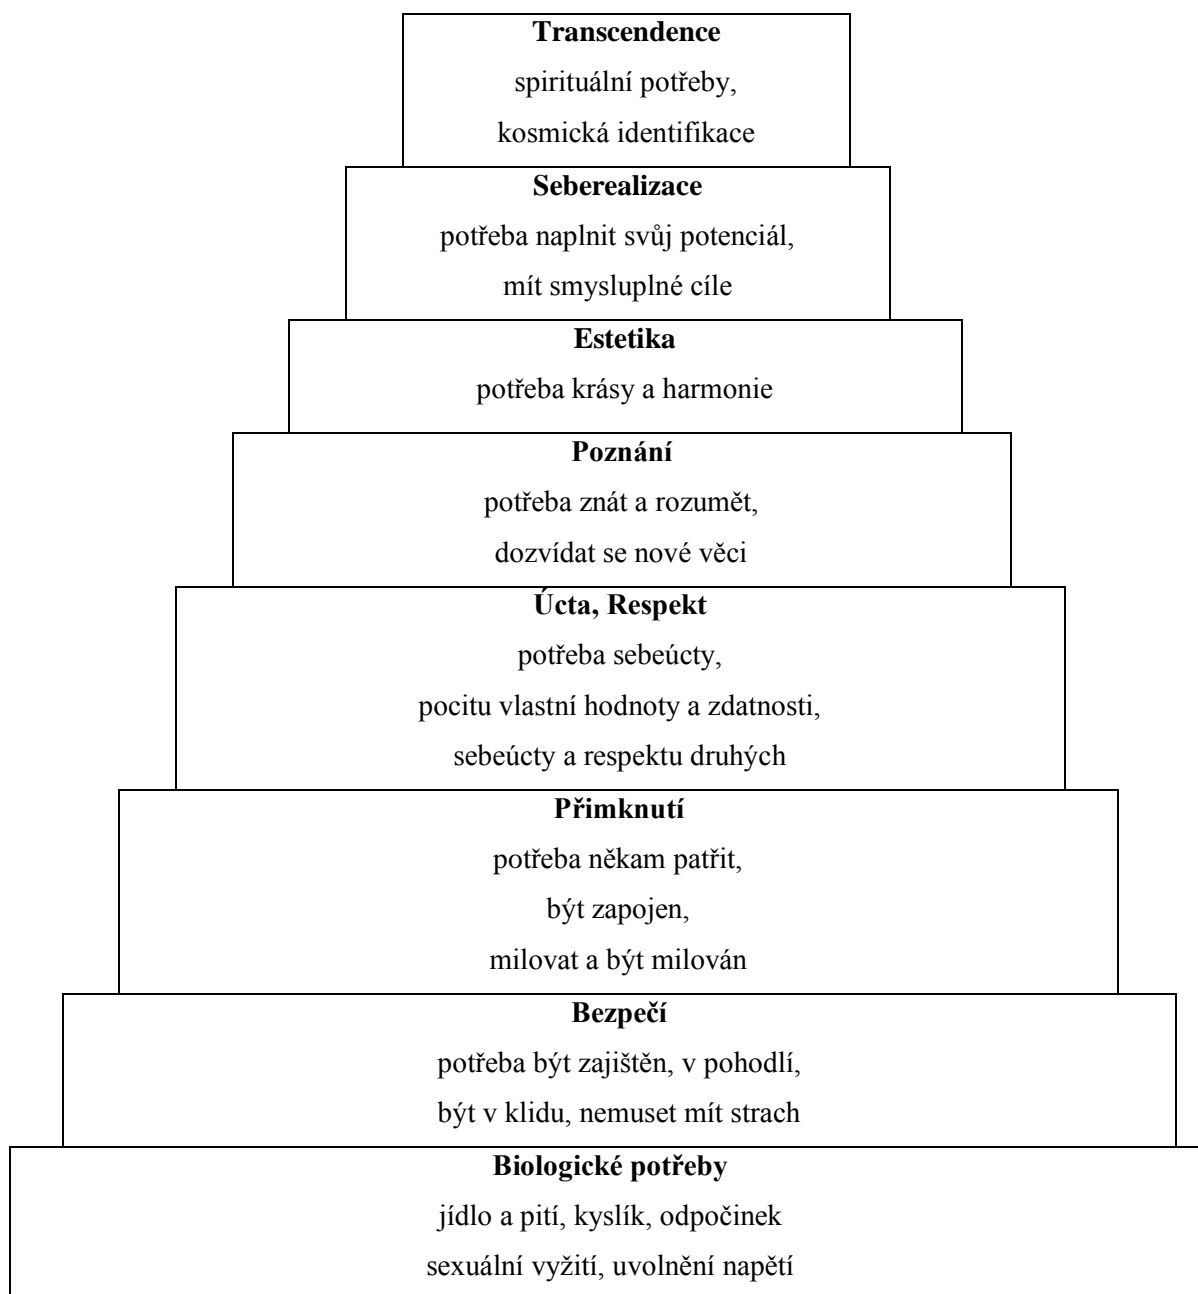 Transcendence
spirituální potřeby,
kosmická identifikace
Seberealizace
potřeba naplnit svůj potenciál,
mít smysluplné cíle
Estetika
potřeba krásy a harmonie
Poznání
potřeba znát a rozumět,
dozvídat se nové věci
Úcta, Respekt
potřeba sebeúcty,
pocitu vlastní hodnoty a zdatnosti,
sebeúcty a respektu druhých
Přimknutí
potřeba někam patřit,
být zapojen,
milovat a být milován
Bezpečí
potřeba být zajištěn, v pohodlí,
být v klidu, nemuset mít strach
Biologické potřeby
jídlo a pití, kyslík, odpočinek
sexuální vyžití, uvolnění napětí